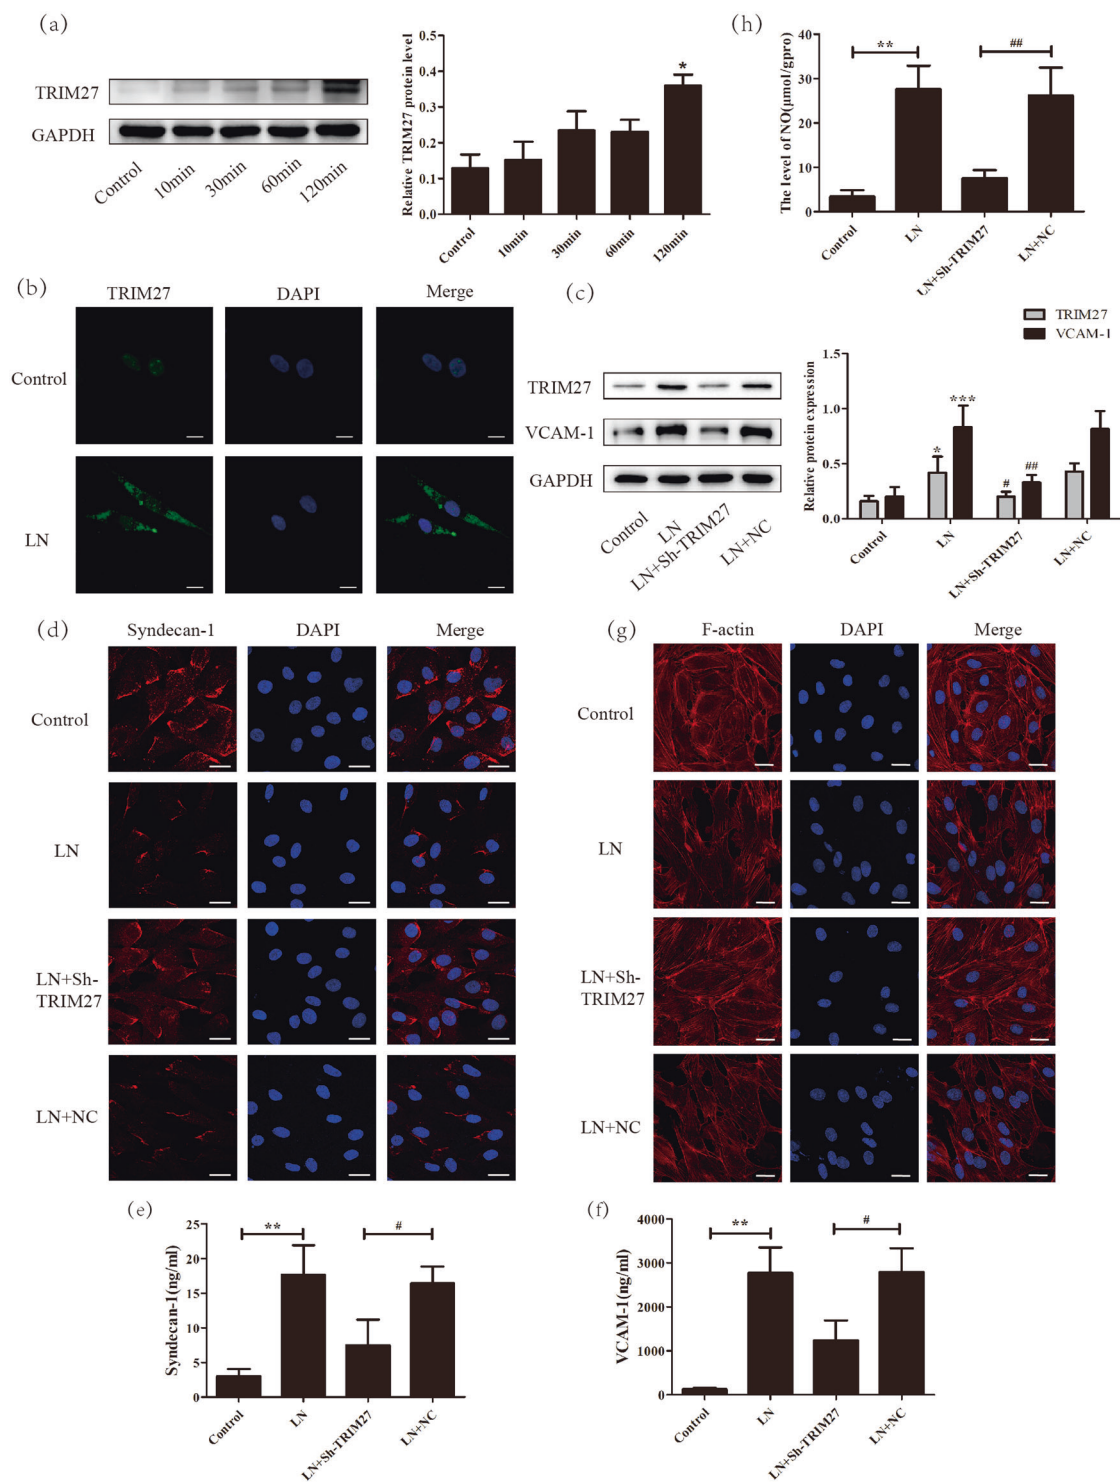 (a)
TRIM27
GAPDH
Control
10min
30min
60min
120min
Relative TRIM27 protein level
0.5
0.4
0.3
0.2
0.1
0.0
*
Control
10min
30min
60min
120min
(h)
The level of NO(μmol/gpro)
40
30
20
10
0
**
##
Control
LN
LN+Sh-TRIM27
LN+NC
(b)
TRIM27
DAPI
Merge
Control
LN
(c)
TRIM27
VCAM-1
GAPDH
Control
LN
LN+Sh-TRIM27
LN+NC
TRIM27
VCAM-1
Relative protein expression
1.5
1.0
0.5
0.0
*
***
#
##
Control
LN
LN+Sh-TRIM27
LN+NC
(d)
Syndecan-1
DAPI
Merge
Control
LN
LN+Sh-
TRIM27
LN+NC
(g)
F-actin
DAPI
Merge
Control
LN
LN+Sh-
TRIM27
LN+NC
(e)
Syndecan-1(ng/ml)
25
20
15
10
5
0
**
#
Control
LN
LN+Sh-TRIM27
LN+NC
(f)
VCAM-1(ng/ml)
4000
3000
2000
1000
0
**
#
Control
LN
LN+Sh-TRIM27
LN+NC